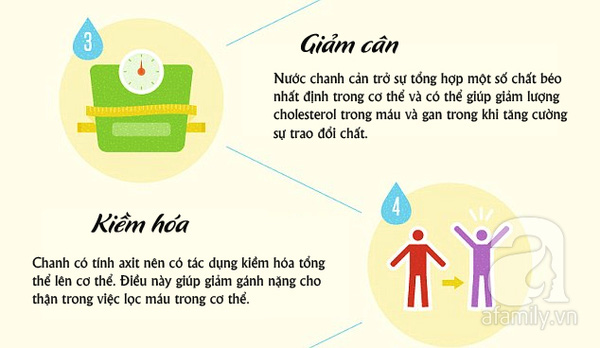 3
Giảm cân
Nước chanh cản trở sự tổng hợp một số chất béo
nhất định trong cơ thể và có thể giúp giảm lượng
cholesterol trong máu và gan trong khi tăng cường
sự trao đổi chất.
4
Kiềm hóa
Chanh có tính axit nên có tác dụng kiềm hóa tổng
thể lên cơ thể. Điều này giúp giảm gánh nặng cho
thận trong việc lọc máu trong cơ thể.
a
afamily.vn